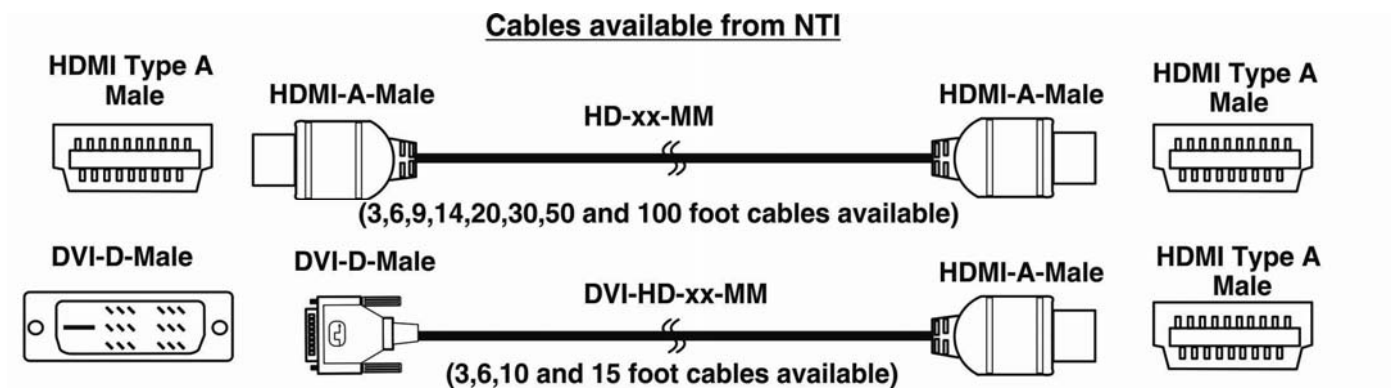 Cables available from NTI
HDMI Type A
Male
HDMI-A-Male
HD-xx-MM
HDMI-A-Male
HDMI Type A
Male
(3,6,9,14,20,30,50 and 100 foot cables available)
DVI-D-Male
DVI-D-Male
DVI-HD-xx-MM
HDMI-A-Male
HDMI Type A
Male
(3,6,10 and 15 foot cables available)